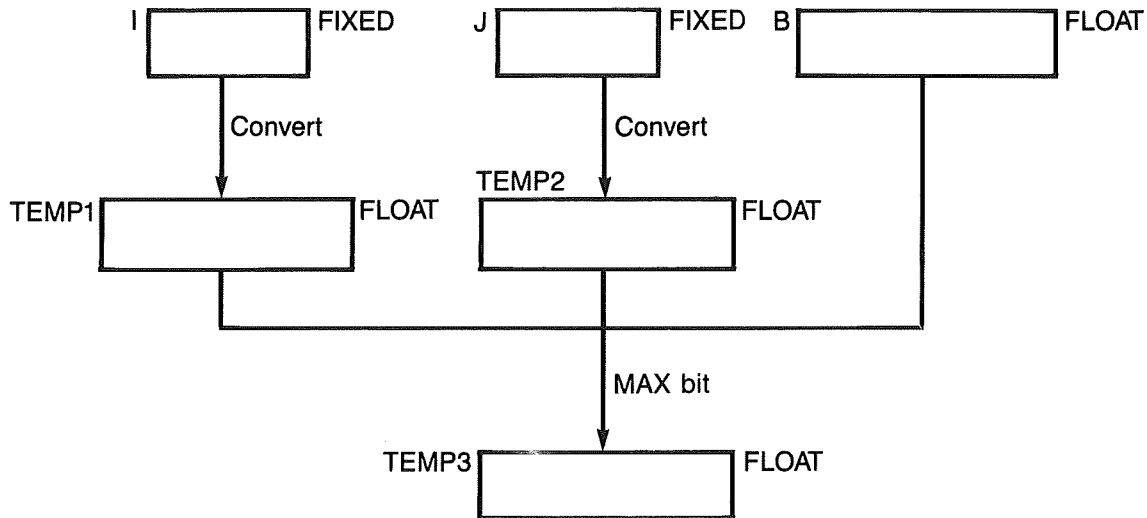 I FIXED J FIXED B FLOAT
Convert Convert
TEMP2
TEMP1 FLOAT FLOAT
MAX bit
TEMP3 FLOAT